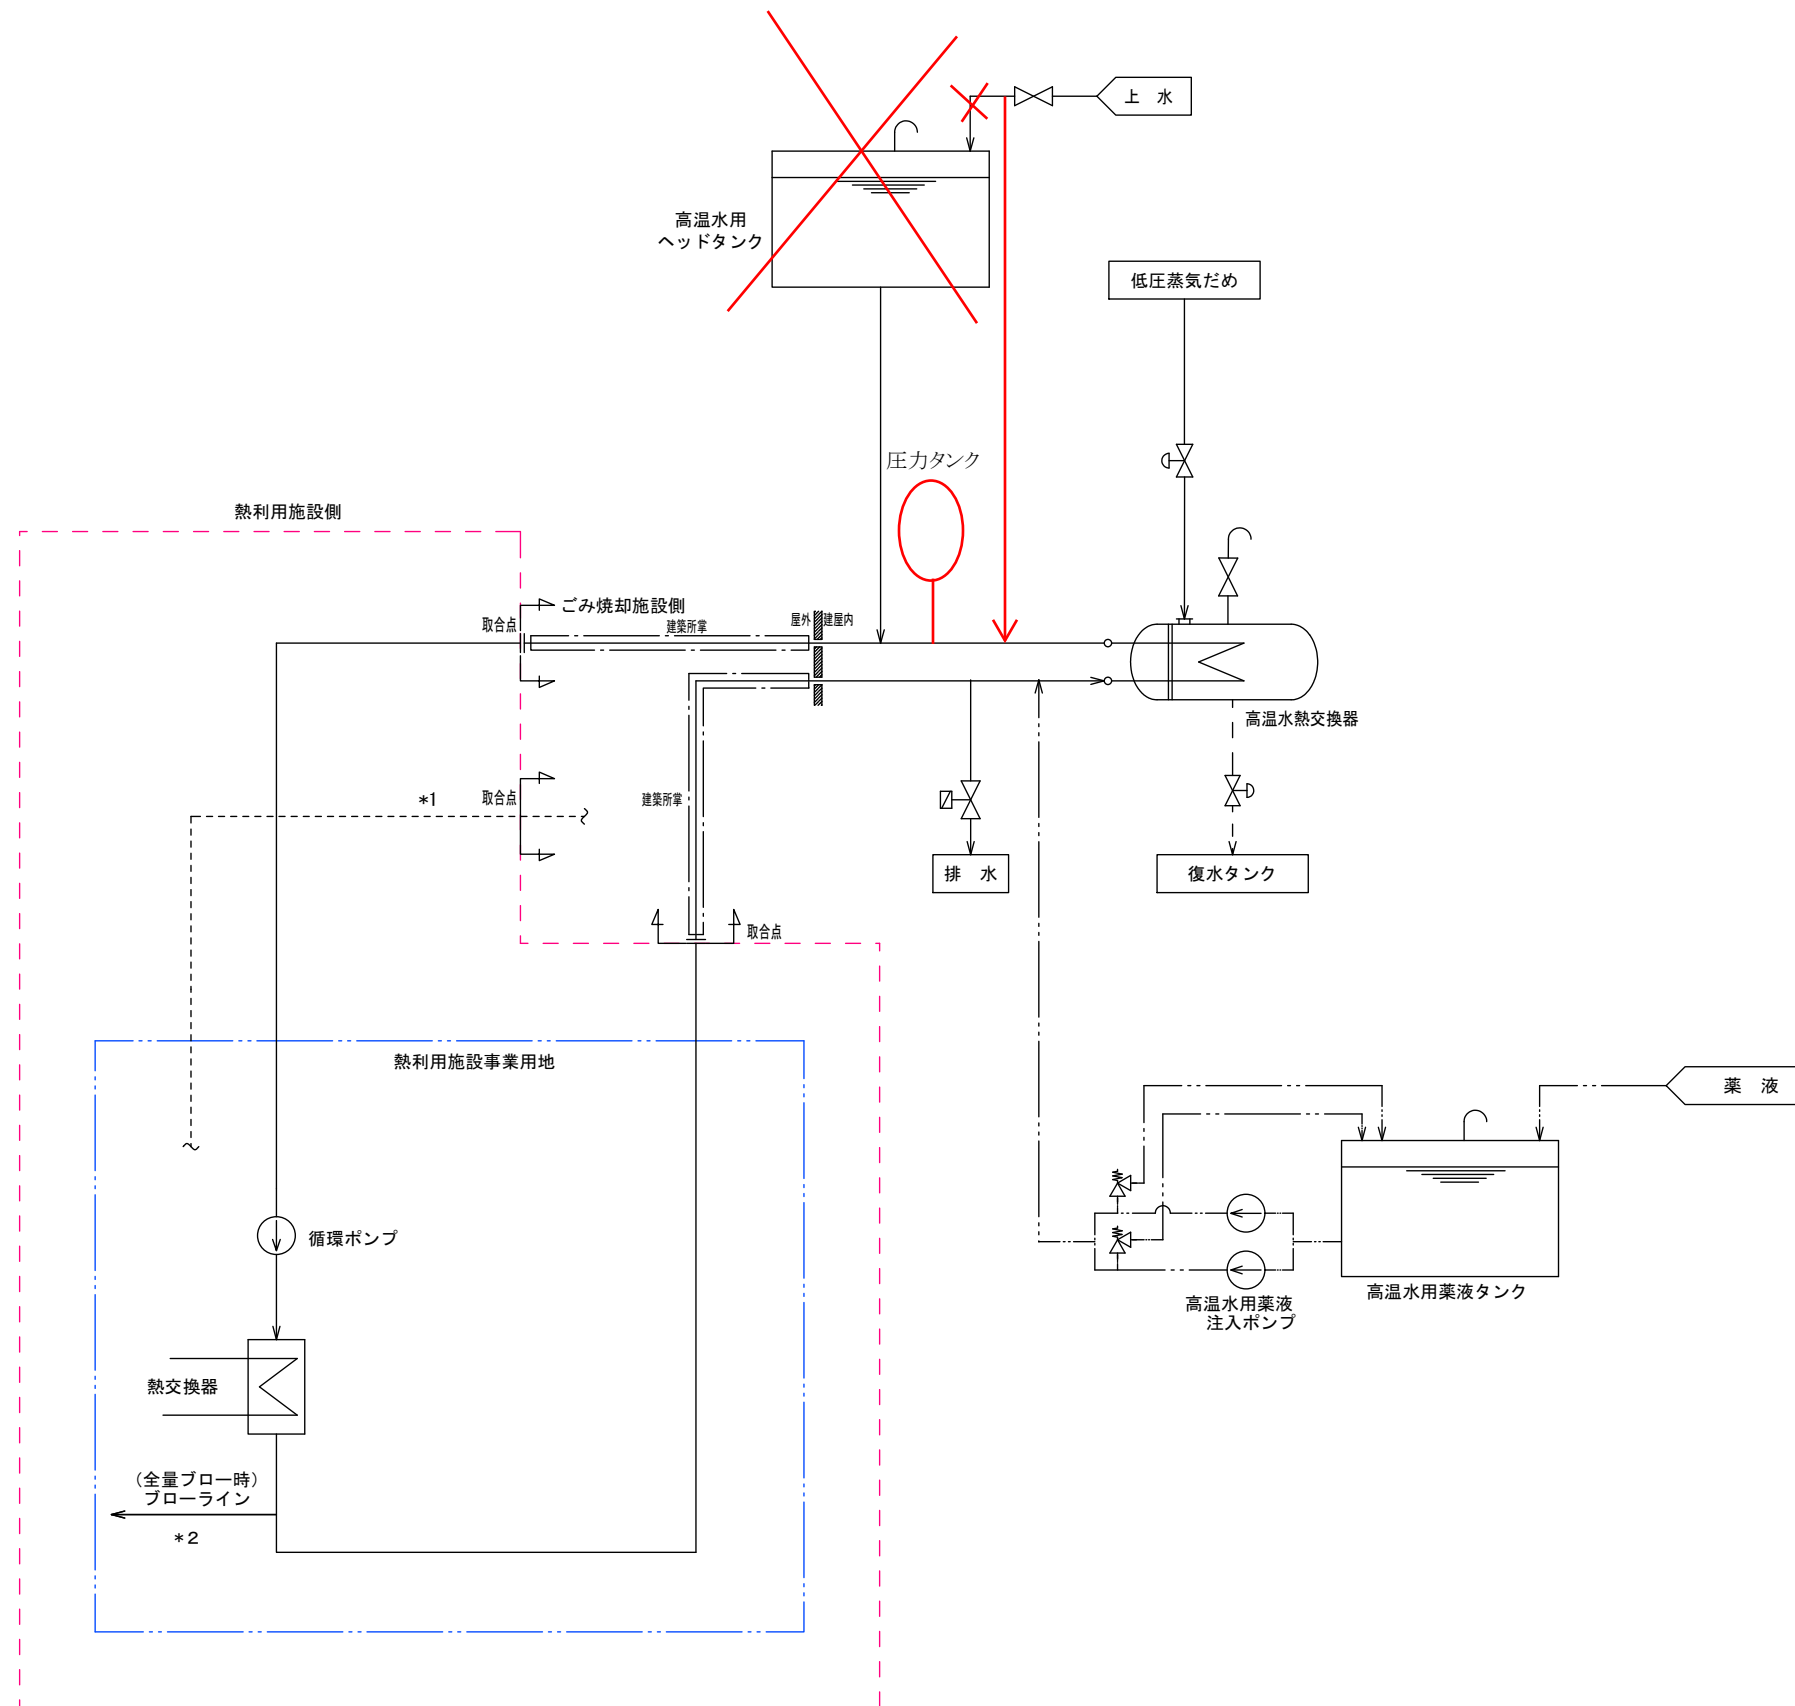 上 水
高温水用
ヘッドタンク
低圧蒸気だめ
圧力タンク
熱利用施設側
ごみ焼却施設側
取合点
建築所掌
屋外
建屋内
高温水熱交換器
*1
取合点
建築所掌
排 水
復水タンク
取合点
熱利用施設事業用地
薬 液
循環ポンプ
高温水用薬液タンク
高温水用薬液
注入ポンプ
熱交換器
(全量ブロー時)
ブローライン
*2